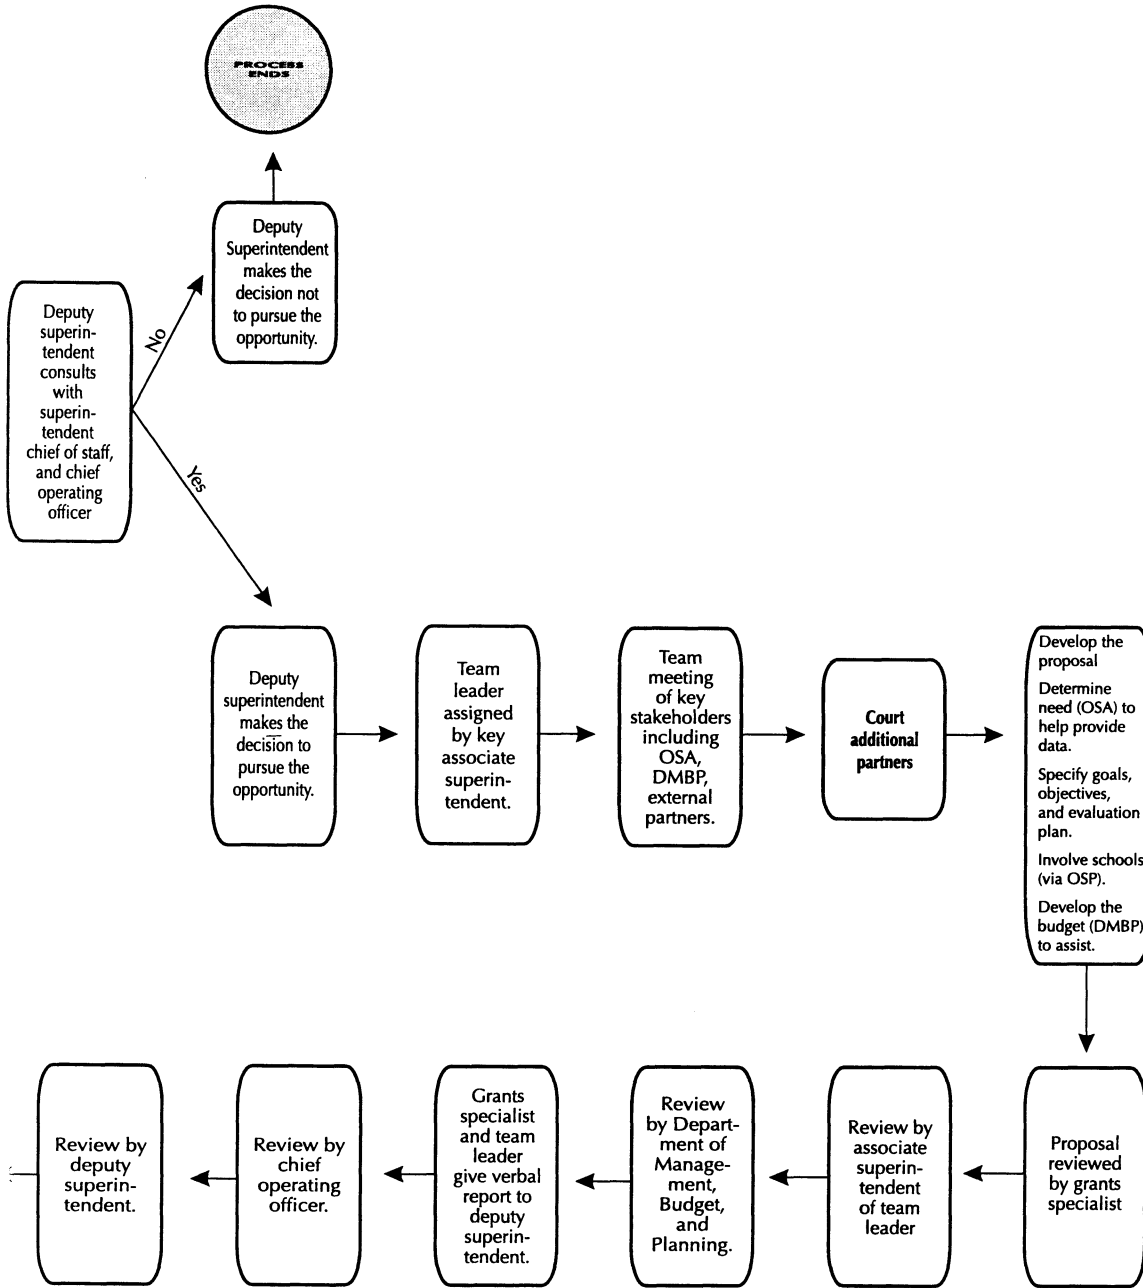 PROCESS
ENDS
Deputy
Superintendent
makes the
decision not
to pursue the
opportunity.
Deputy
superin-
tendent
consults
with
superin-
tendent
chief of staff,
and chief
operating
officer
No
Yes
Deputy
superintendent
makes the
decision to
pursue the
opportunity.
Team
leader
assigned
by key
associate
superin-
tendent.
Team
meeting
of key
stakeholders
including
OSA,
DMBP,
external
partners.
Court
additional
partners
Develop the
proposal
Determine
need (OSA) to
help provide
data.
Specify goals,
objectives,
and evaluation
plan.
Involve schools
(via OSP).
Develop the
budget (DMBP)
to assist.
Proposal
reviewed
by grants
specialist
Review by
associate
superin-
tendent
of team
leader
Review
by Depart-
ment of
Manage-
ment,
Budget,
and
Planning.
Grants
specialist
and team
leader
give verbal
report to
deputy
superin-
tendent.
Review by
chief
operating
officer.
Review by
deputy
superin-
tendent.